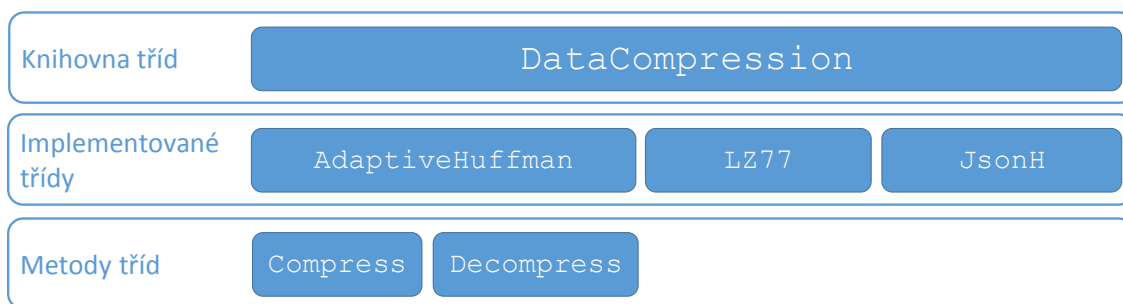 Knihovna tříd
DataCompression
Implementované
třídy
AdaptiveHuffman
LZ77
JsonH
Metody tříd
Compress
Decompress